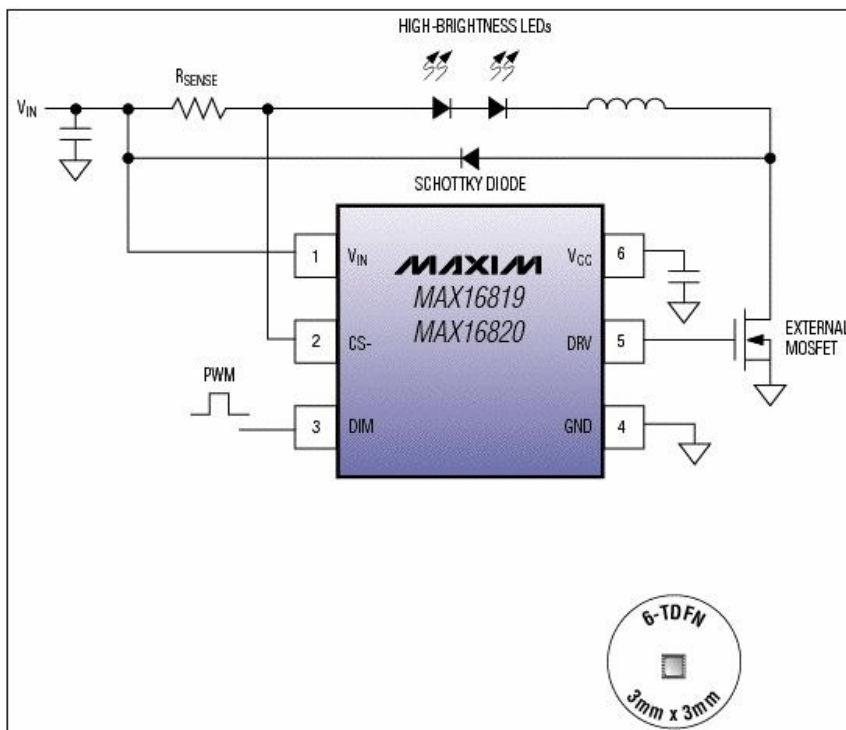 HIGH-BRIGHTNESS LEDs
RSENSE
VIN
SCHOTTKY DIODE
1
VIN
MAXIM
VCC
6
MAX16819
MAX16820
2
CS-
DRV
5
EXTERNAL
MOSFET
PWM
3
DIM
GND
4
6-TDFN
3mm x 3mm